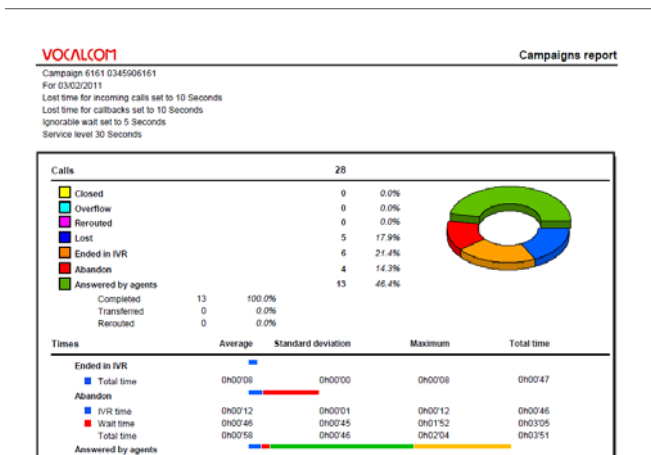 VOCALCOM
Campaigns report
Campaign 6161 0345906161
For 03/02/2011
Lost time for incoming calls set to 10 Seconds
Lost time for callbacks set to 10 Seconds
Ignorable wait set to 5 Seconds
Service level 30 Seconds
Calls 28
Closed 0 0.0%
Overflow 0 0.0%
Rerouted 0 0.0%
Lost 5 17.9%
Ended in IVR 6 21.4%
Abandon 4 14.3%
Answered by agents 13 46.4%
Completed 13 100.0%
Transferred 0 0.0%
Rerouted 0 0.0%
Times Average Standard deviation Maximum Total time
Ended in IVR
Total time 0h00'08 0h00'00 0h00'08 0h00'47
Abandon
IVR time 0h00'12 0h00'01 0h00'12 0h00'46
Wait time 0h00'46 0h00'45 0h01'52 0h03'05
Total time 0h00'58 0h00'46 0h02'04 0h03'51
Answered by agents